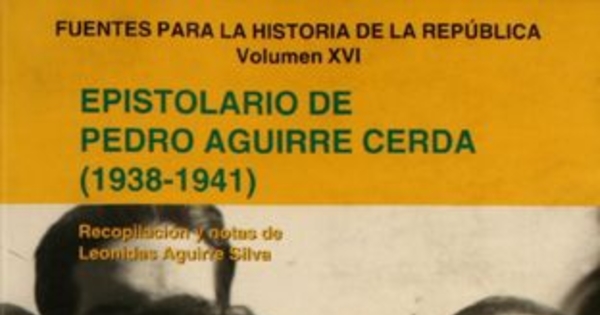 FUENTES PARA LA HISTORIA DE LA REPÚBLICA
Volumen XVI
EPISTOLARIO DE
PEDRO AGUIRRE CERDA
(1938-1941)
Recopilación y notas de
Leonidas Aguirre Silva